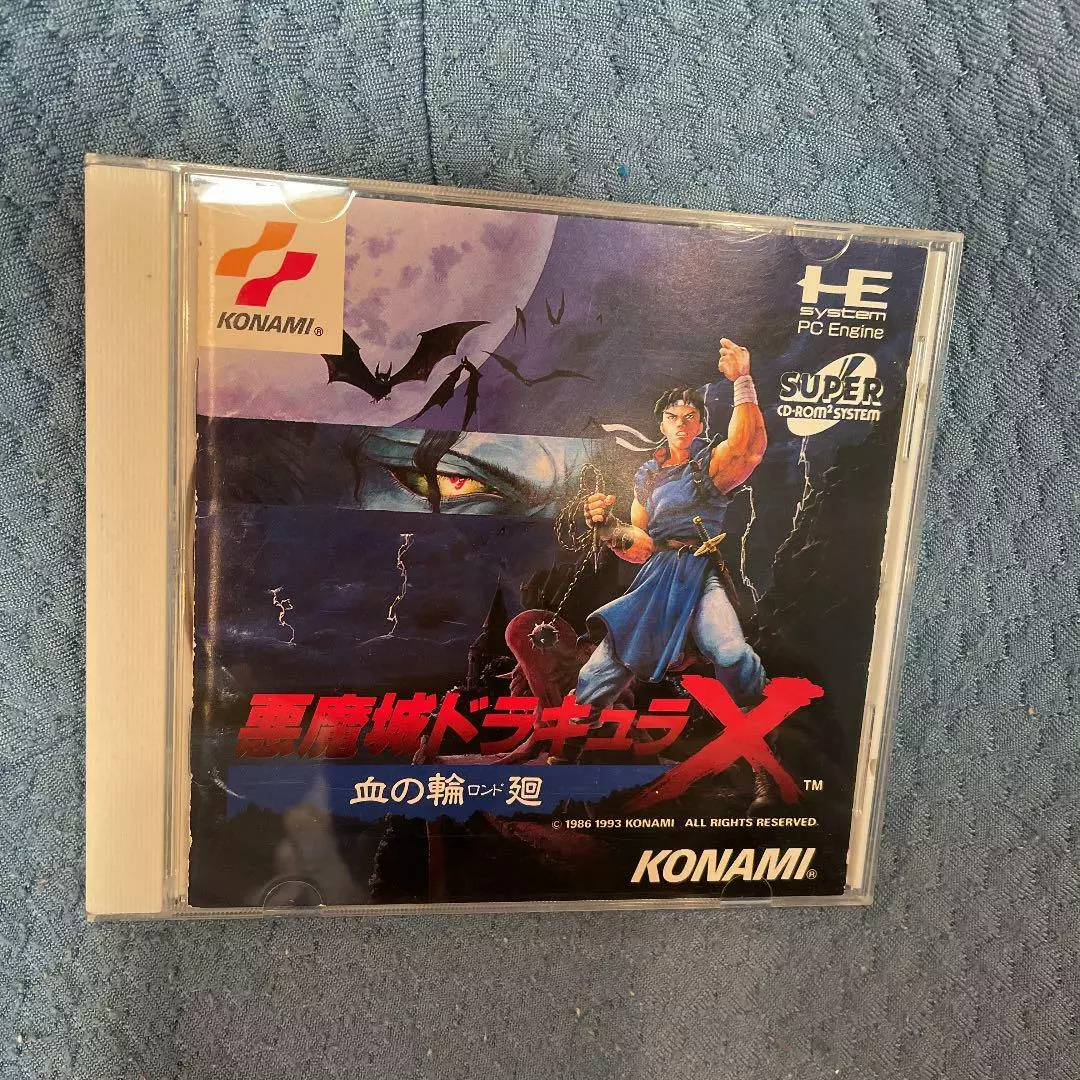 KONAMI®
HE
system
PC Engine
SUPER
CD-ROM² SYSTEM
悪魔城ドラキュラX
TM
血の輪ロンド廻
© 1986 1993 KONAMI ALL RIGHTS RESERVED.
KONAMI®